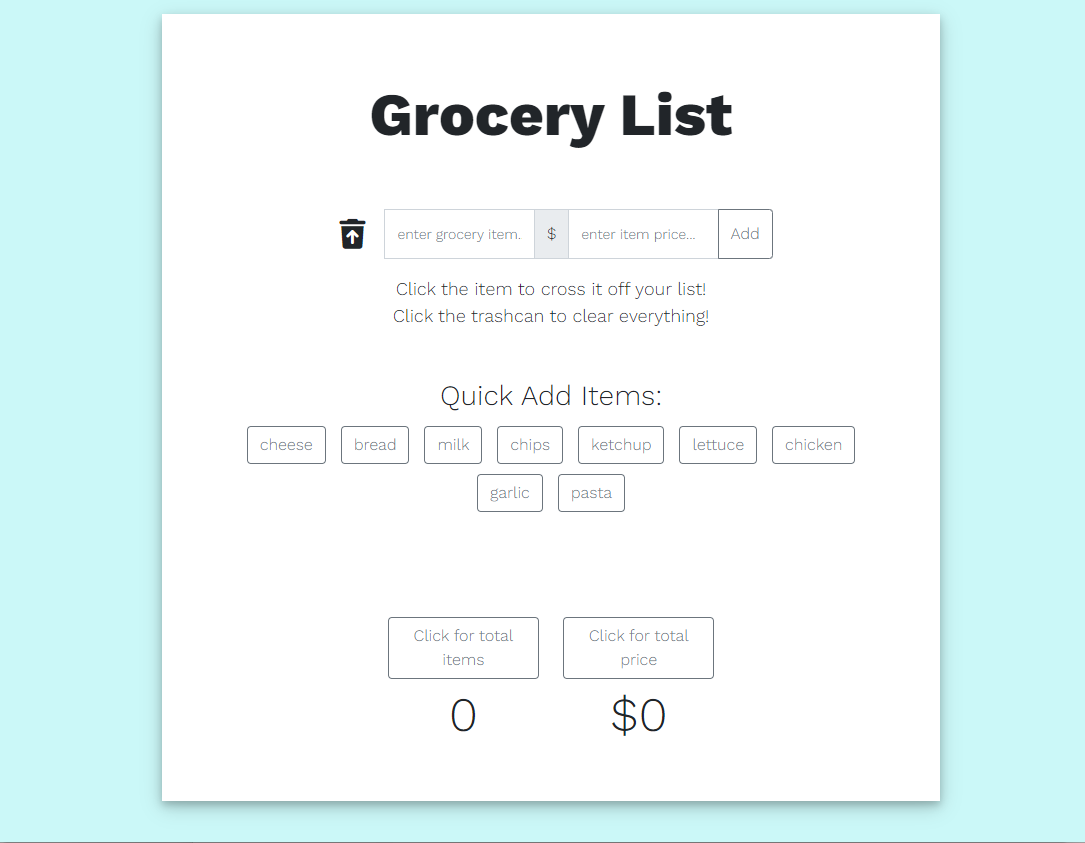 Grocery List
enter grocery item. $ enter item price... Add
Click the item to cross it off your list!
Click the trashcan to clear everything!
Quick Add Items:
cheese bread milk chips ketchup lettuce chicken
garlic pasta
Click for total items
Click for total price
0 $0